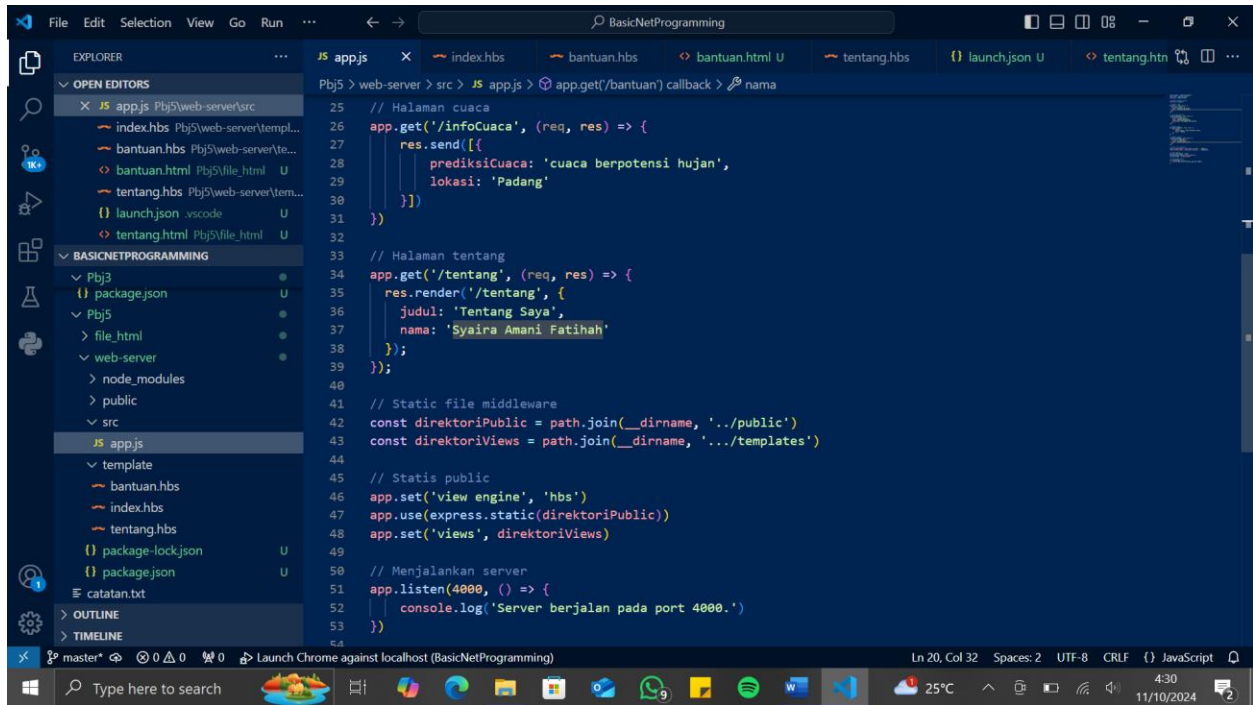 File Edit Selection View Go Run ··· BasicNetProgramming
EXPLORER ···
OPEN EDITORS
JS app.js Pbj5\web-server\src
index.hbs Pbj5\web-server\templ...
bantuan.hbs Pbj5\web-server\te...
bantuan.html Pbj5\file_html U
tentang.hbs Pbj5\web-server\tem...
launch.json .vscode U
tentang.html Pbj5\file_html U
BASICNETPROGRAMMING
Pbj3
package.json U
Pbj5
file_html
web-server
node_modules
public
src
JS app.js
template
bantuan.hbs
index.hbs
tentang.hbs
package-lock.json U
package.json U
catatan.txt
OUTLINE
TIMELINE
1K+
1
JS app.js index.hbs bantuan.hbs bantuan.html U tentang.hbs launch.json U tentang.htn
Pbj5 > web-server > src > JS app.js > app.get('/bantuan') callback > nama
25 // Halaman cuaca
26 app.get('/infoCuaca', (req, res) => {
27 res.send([{
28 prediksiCuaca: 'cuaca berpotensi hujan',
29 lokasi: 'Padang'
30 }])
31 })
32
33 // Halaman tentang
34 app.get('/tentang', (req, res) => {
35 res.render('/tentang', {
36 judul: 'Tentang Saya',
37 nama: 'Syaira Amani Fatihah'
38 });
39 });
40
41 // Static file middleware
42 const direktoriPublic = path.join(__dirname, '../public')
43 const direktoriViews = path.join(__dirname, '.../templates')
44
45 // Statis public
46 app.set('view engine', 'hbs')
47 app.use(express.static(direktoriPublic))
48 app.set('views', direktoriViews)
49
50 // Menjalankan server
51 app.listen(4000, () => {
52 console.log('Server berjalan pada port 4000.')
53 })
54
master* 0 0 0 Launch Chrome against localhost (BasicNetProgramming) Ln 20, Col 32 Spaces: 2 UTF-8 CRLF {} JavaScript
Type here to search 9 25°C 4:30
11/10/2024 2